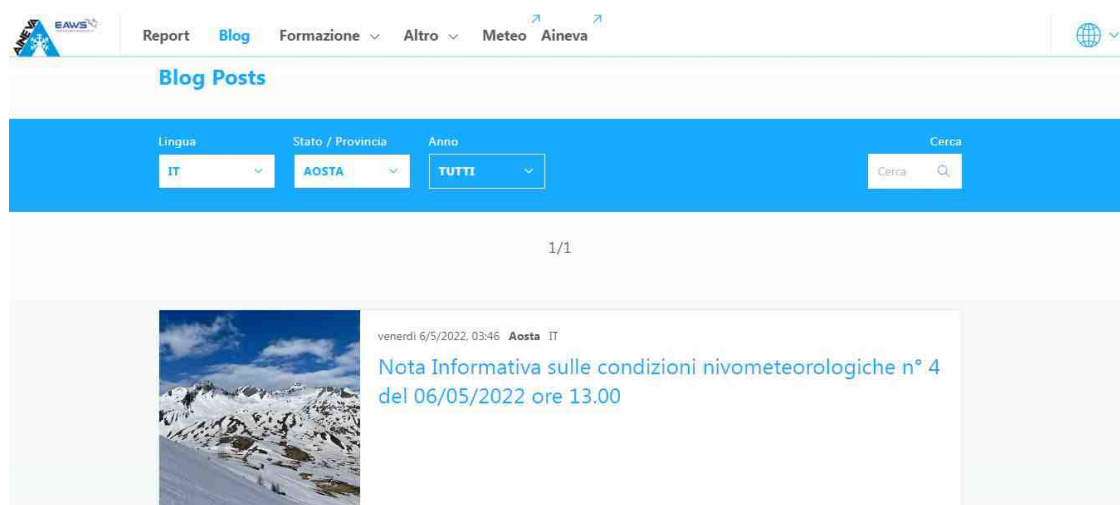 AINEVA
EAWS
Report Blog Formazione Altro Meteo Aineva
Blog Posts
Lingua Stato / Provincia Anno Cerca
IT AOSTA TUTTI Cerca
1/1
venerdì 6/5/2022, 03:46 Aosta IT
Nota Informativa sulle condizioni nivometeorologiche n° 4
del 06/05/2022 ore 13.00